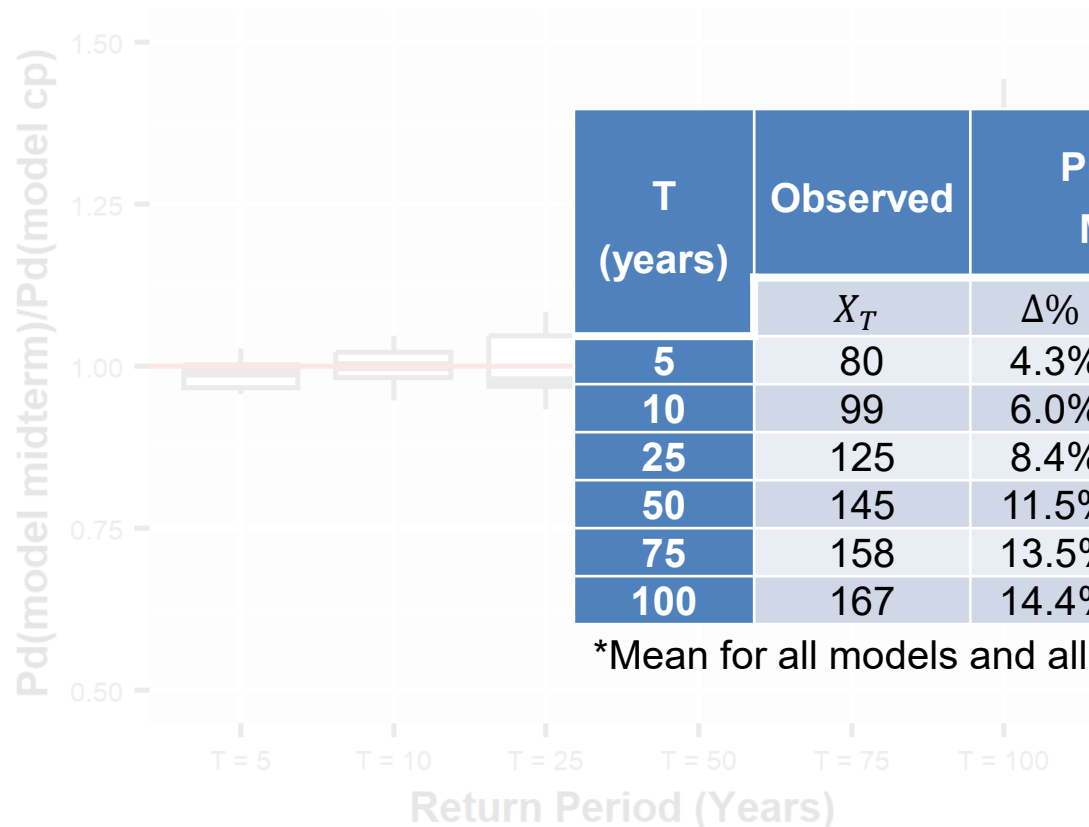 1.50
1.25
1.00
0.75
0.50
Pd(model midterm)/Pd(model cp)
T = 5 T = 10 T = 25 T = 50 T = 75 T = 100
Return Period (Years)
T
(years)
Observed
P
M
X_T Δ%
5 80 4.3%
10 99 6.0%
25 125 8.4%
50 145 11.5%
75 158 13.5%
100 167 14.4%
*Mean for all models and all